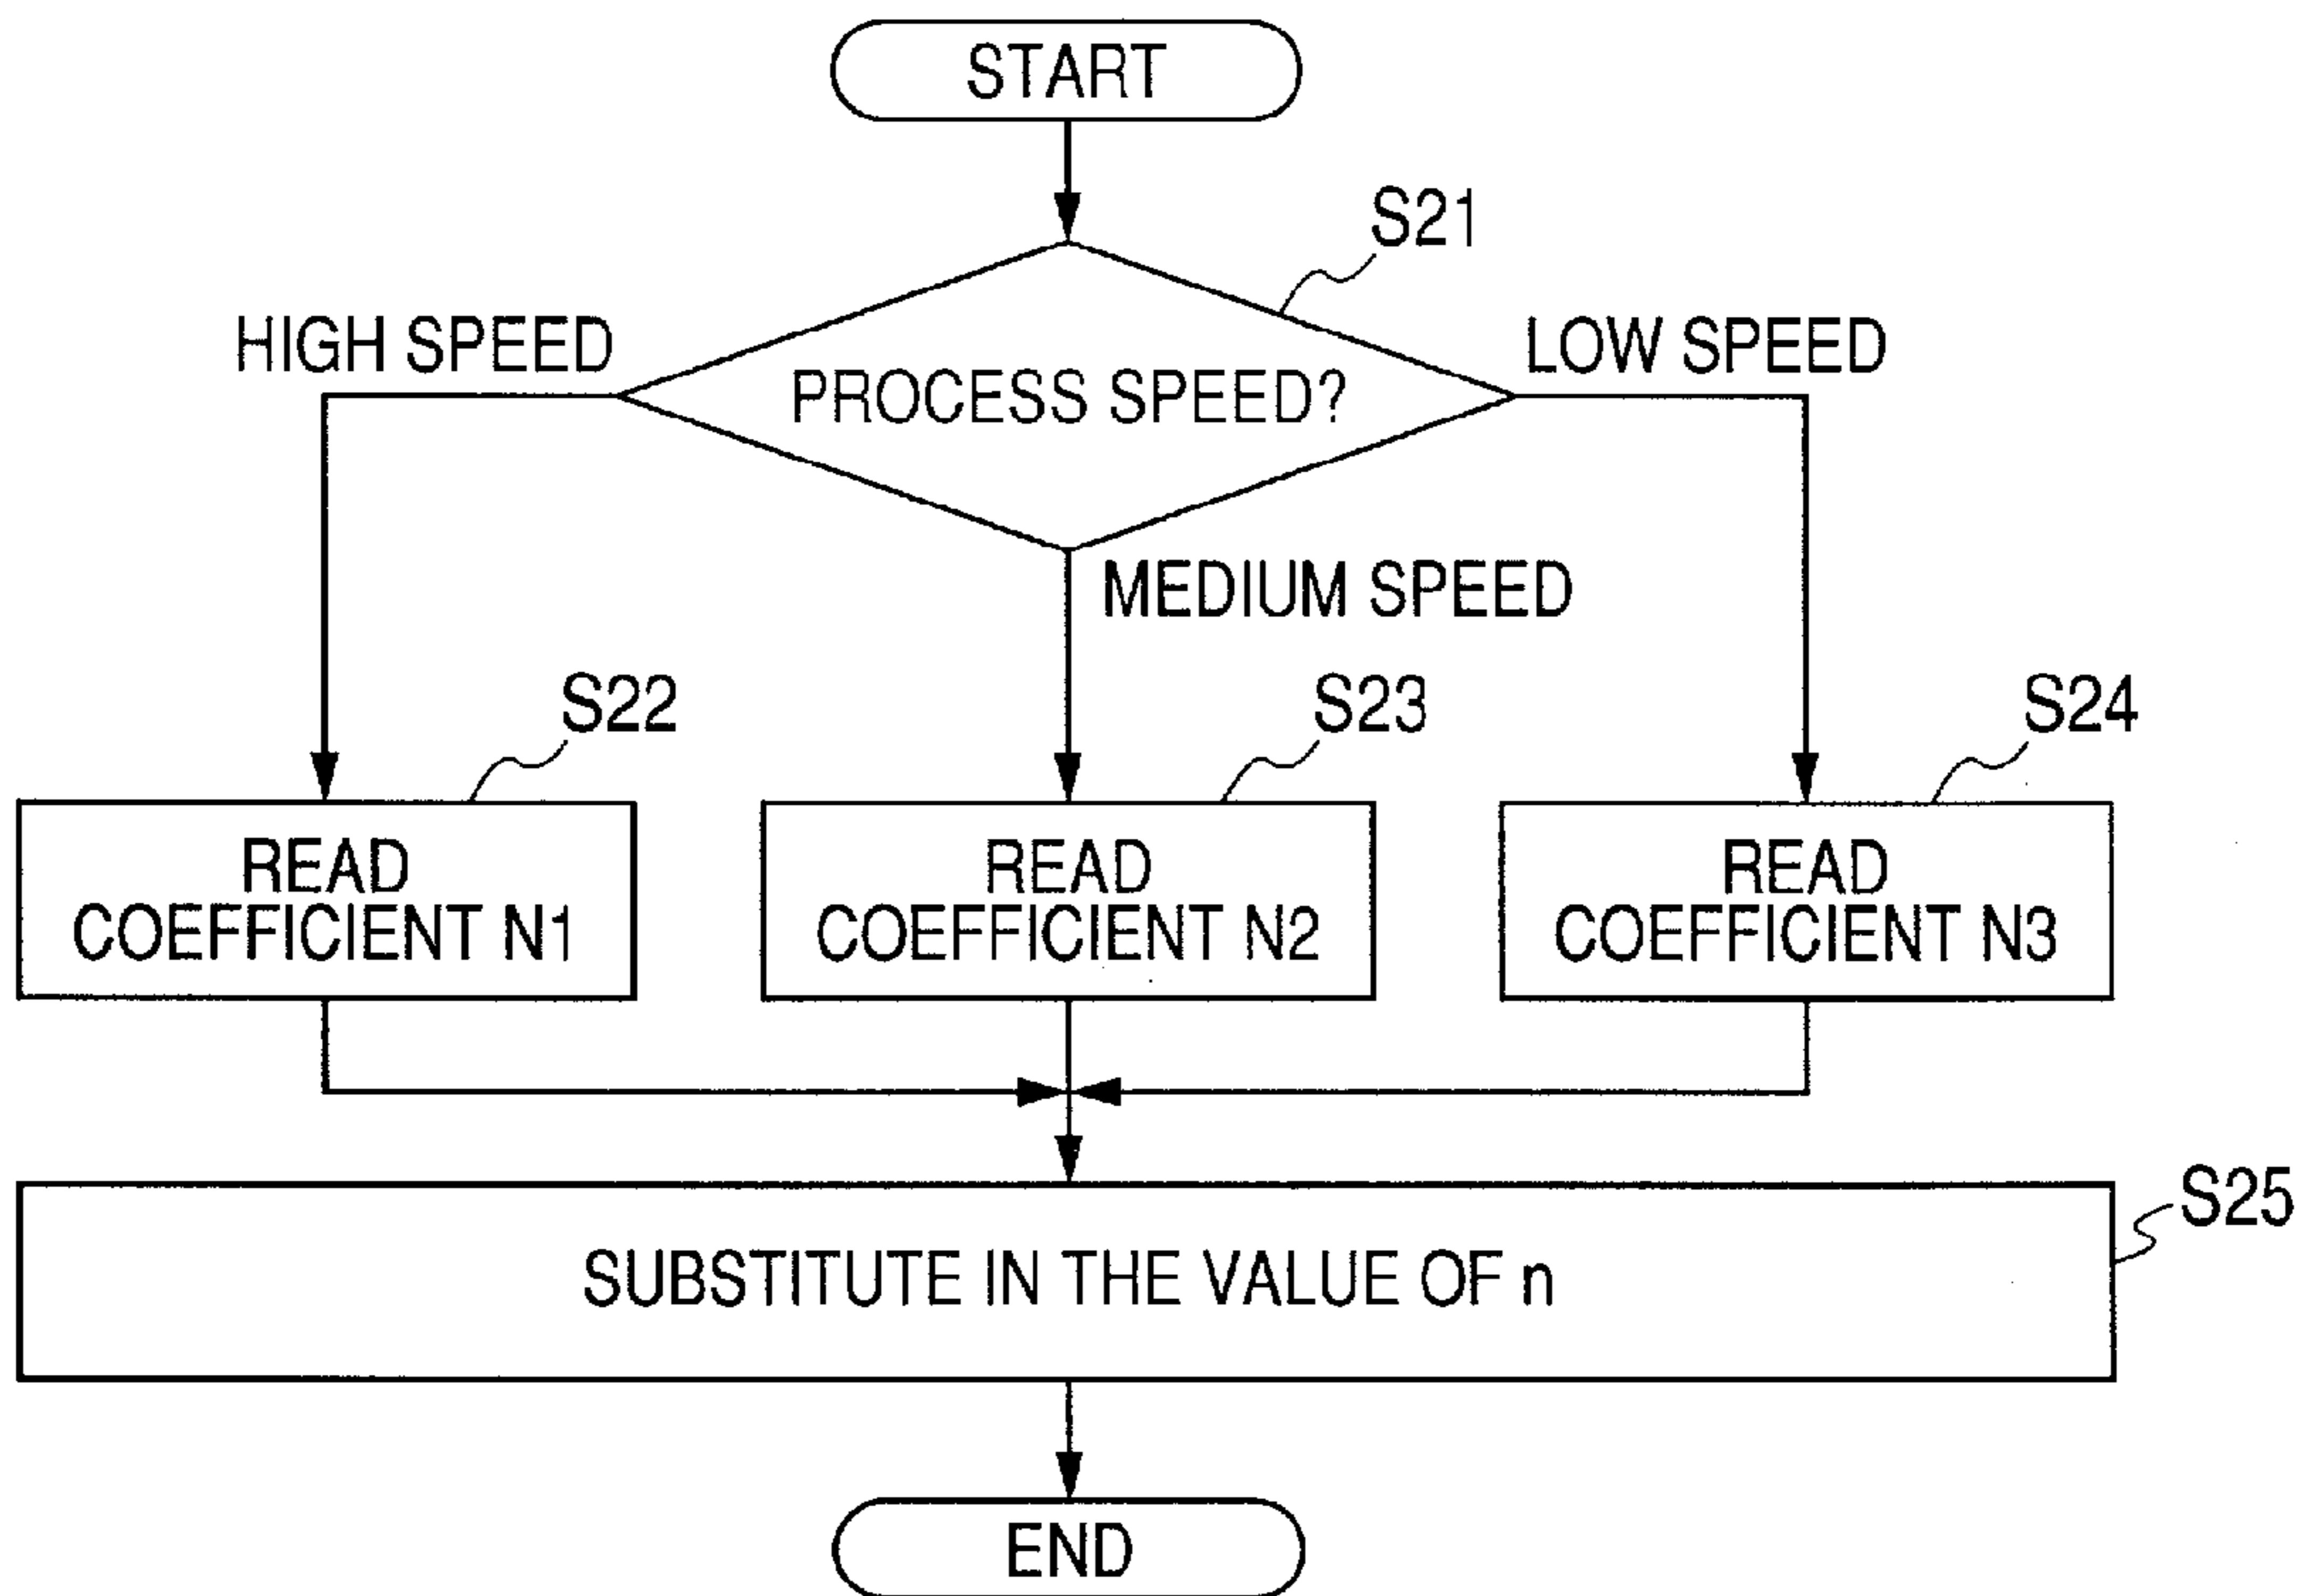 START
S21
HIGH SPEED
LOW SPEED
PROCESS SPEED?
MEDIUM SPEED
S22
S23
S24
READ
COEFFICIENT N1
READ
COEFFICIENT N2
READ
COEFFICIENT N3
S25
SUBSTITUTE IN THE VALUE OF n
END